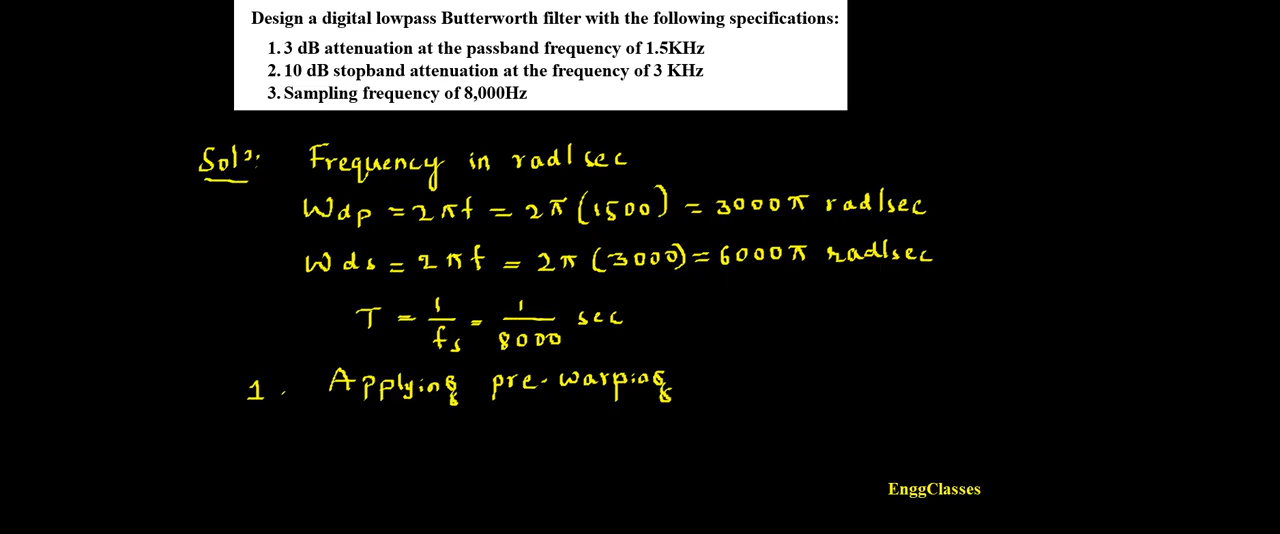 Design a digital lowpass Butterworth filter with the following specifications:
1. 3 dB attenuation at the passband frequency of 1.5KHz
2. 10 dB stopband attenuation at the frequency of 3 KHz
3. Sampling frequency of 8,000Hz
Solⁿ: Frequency in rad/sec
Wdp = 2πf = 2π(1500) = 3000π rad/sec
Wds = 2πf = 2π(3000) = 6000π rad/sec
T = 1/fs = 1/8000 sec
1. Applying pre-warping
EnggClasses